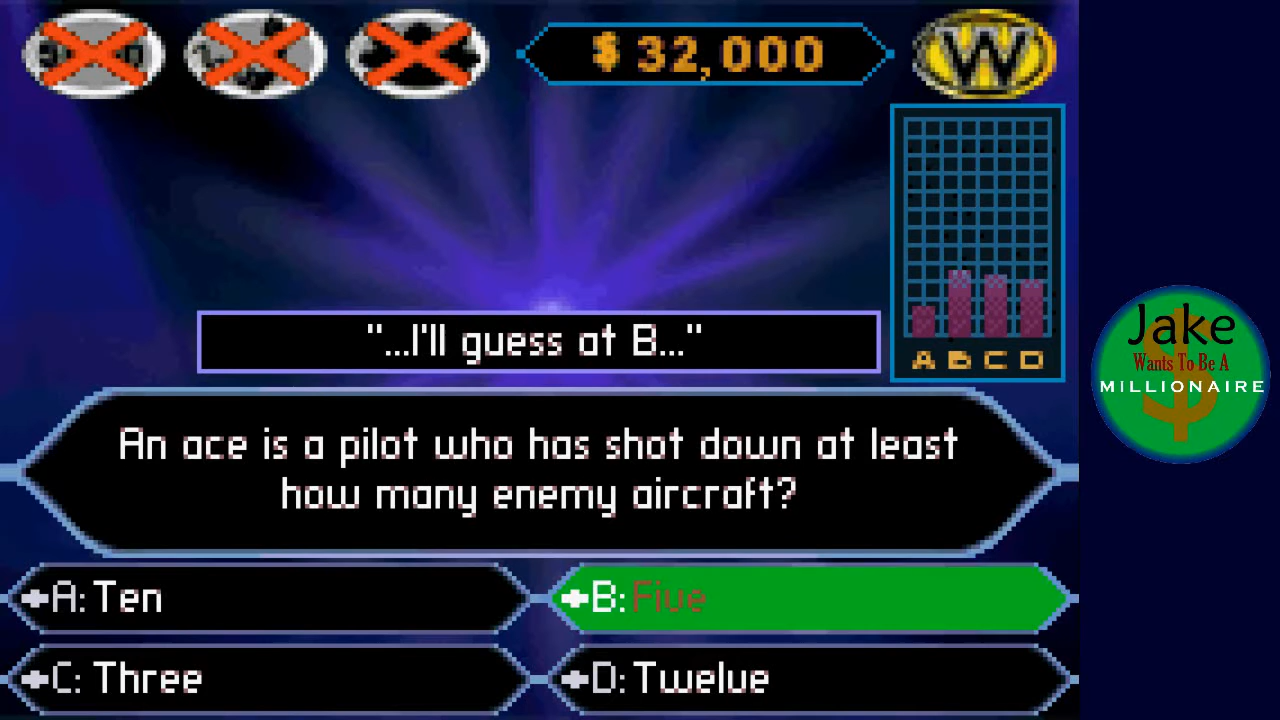 $ 32,000
W
A B C D
"...I'll guess at B..."
Jake
Wants To Be A
MILLIONAIRE
An ace is a pilot who has shot down at least
how many enemy aircraft?
A: Ten
B: Five
C: Three
D: Twelve